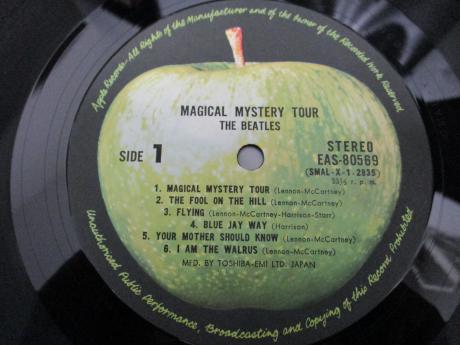 Apple Records-All Rights of the Manufacturer and of the Owner of the Recorded Work Reserved.
MAGICAL MYSTERY TOUR
THE BEATLES
SIDE 1
STEREO
EAS-80569
(SMAL-X-1-2835)
33⅓ r.p.m.
1. MAGICAL MYSTERY TOUR (Lennon-McCartney)
2. THE FOOL ON THE HILL (Lennon-McCartney)
3. FLYING (Lennon-McCartney-Harrison-Starr)
4. BLUE JAY WAY (Harrison)
5. YOUR MOTHER SHOULD KNOW (Lennon-McCartney)
6. I AM THE WALRUS (Lennon-McCartney)
MFD. BY TOSHIBA-EMI LTD. JAPAN
Unauthorized Public Performance, Broadcasting and Copying of this Record Prohibited